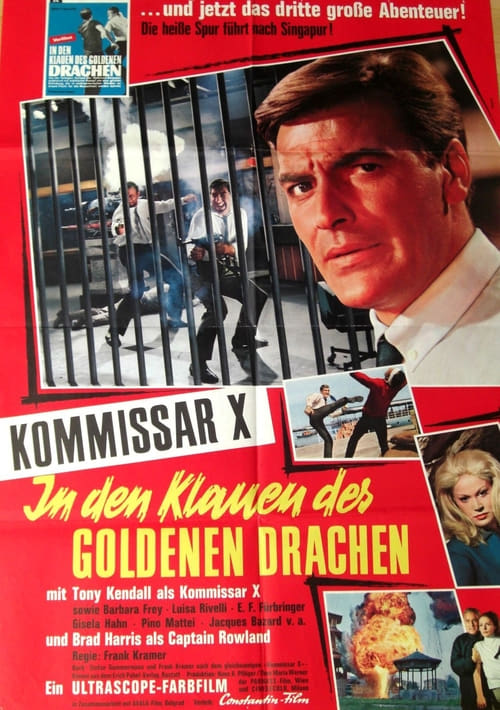 IN DEN
KLAUEN DES GOLDENEN
DRACHEN
...und jetzt das dritte große Abenteuer!
Die heiße Spur führt nach Singapur!
KOMMISSAR X
In den Klauen des
GOLDENEN DRACHEN
mit Tony Kendall als Kommissar X
sowie Barbara Frey · Luisa Rivelli · E. F. Fürbringer
Gisela Hahn · Pino Mattei · Jacques Bézard v. a.
und Brad Harris als Captain Rowland
Regie: Frank Kramer
Ein ULTRASCOPE-FARBFILM
Constantin-Film